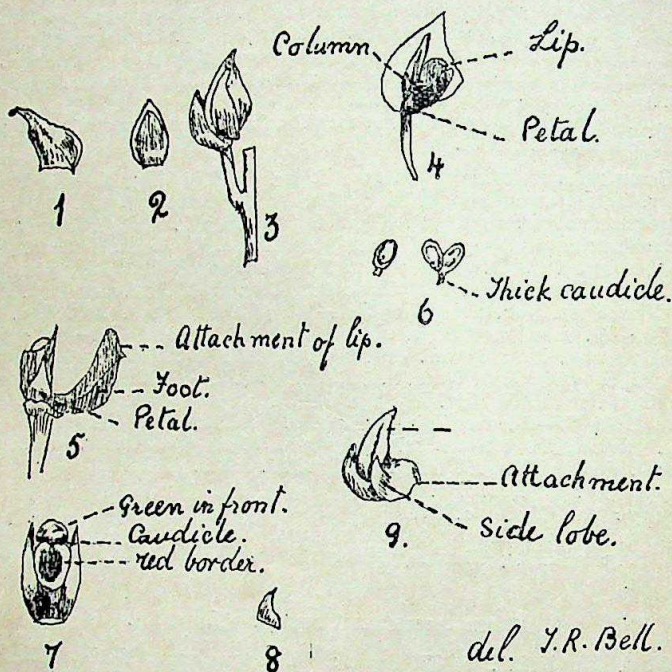 Column
Lip.
Petal.
1
2
3
4
Thick caudicle.
6
Attachment of lip.
Foot.
Petal.
5
Attachment.
Side lobe.
9.
Green in front.
Caudicle.
red border.
7
8
del. T.R. Bell.